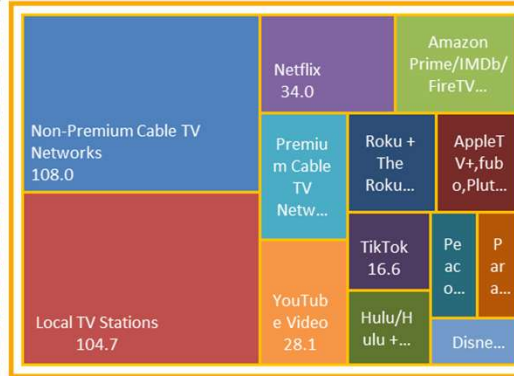 Non-Premium Cable TV
Networks
108.0
Local TV Stations
104.7
Netflix
34.0
Amazon
Prime/IMDb/
FireTV...
Premiu
m Cable
TV
Netw...
Roku +
The
Roku...
AppleT
V+,fub
o,Plut...
YouTub
e Video
28.1
TikTok
16.6
Hulu/H
ulu +...
Pe
ac
o...
P
ar
a...
Disne...